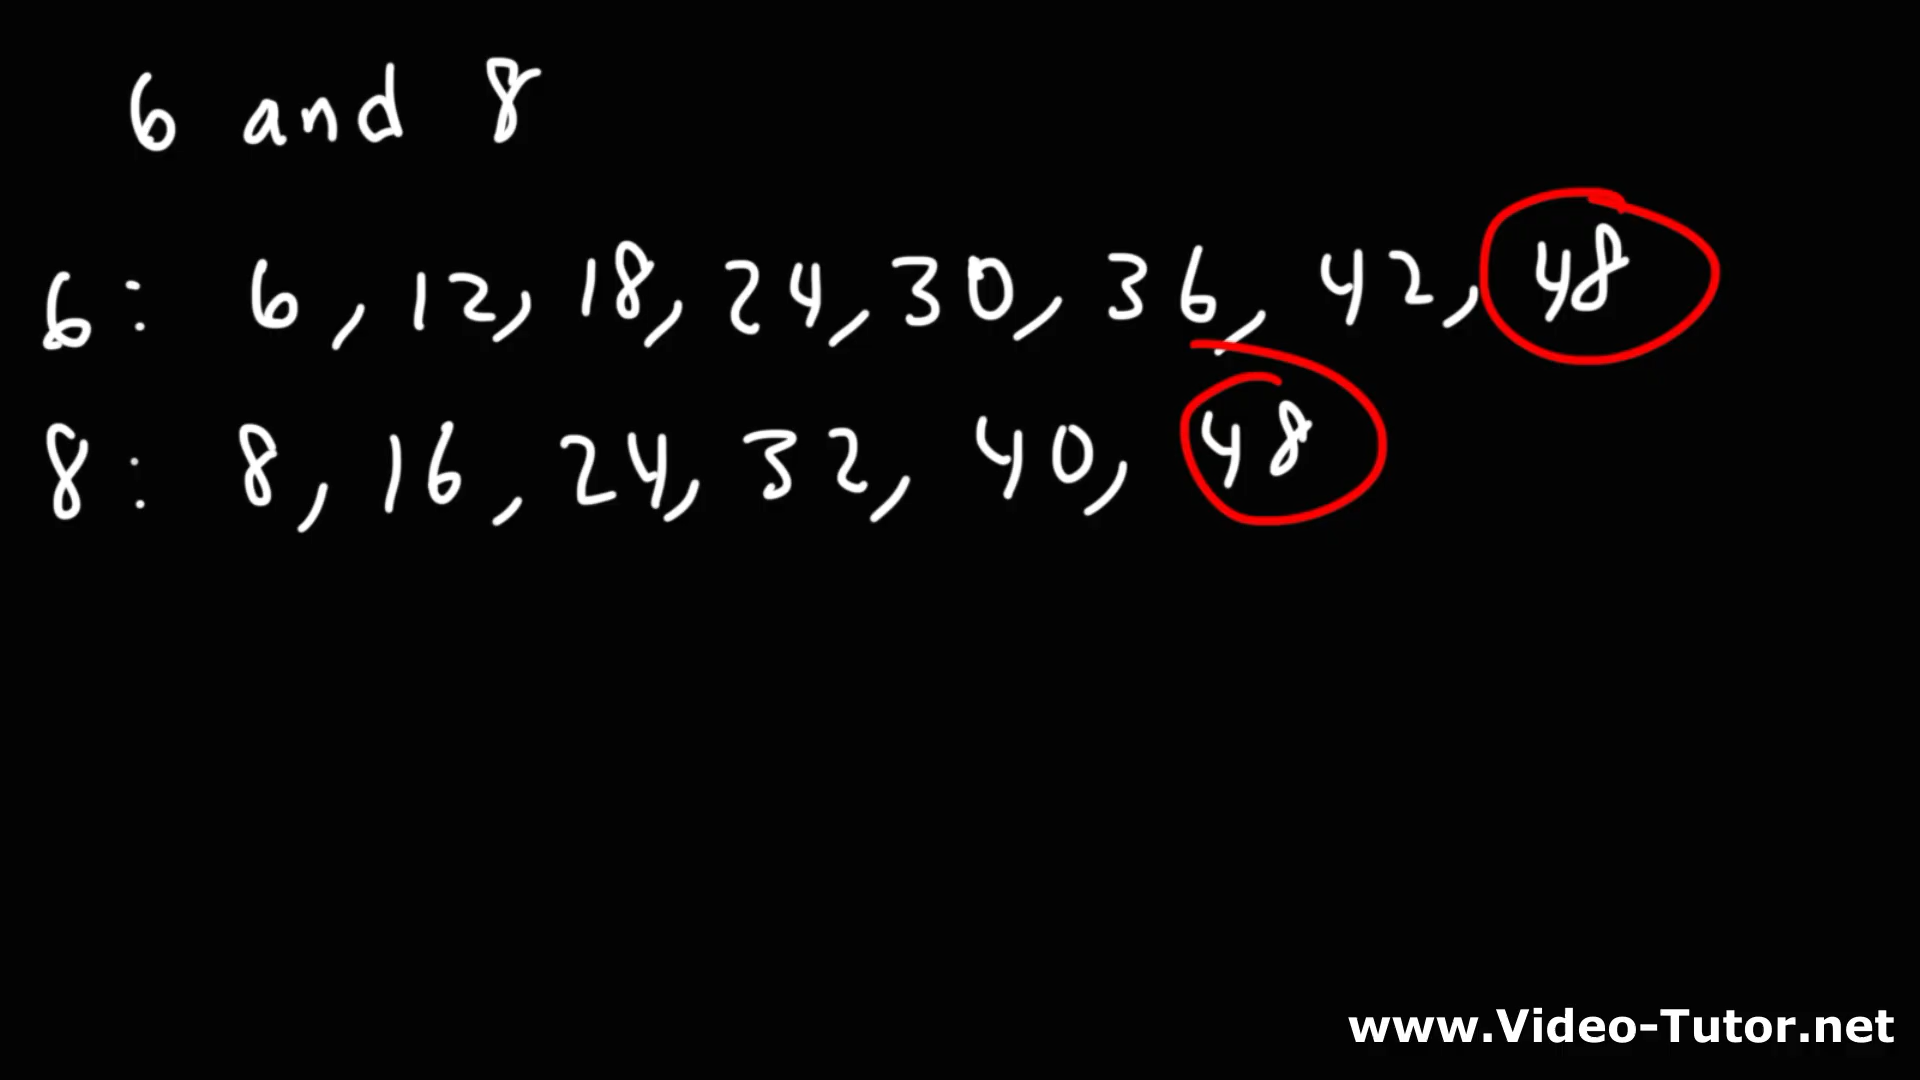 6 and 8
6: 6, 12, 18, 24, 30, 36, 42, 48
8: 8, 16, 24, 32, 40, 48
www.Video-Tutor.net